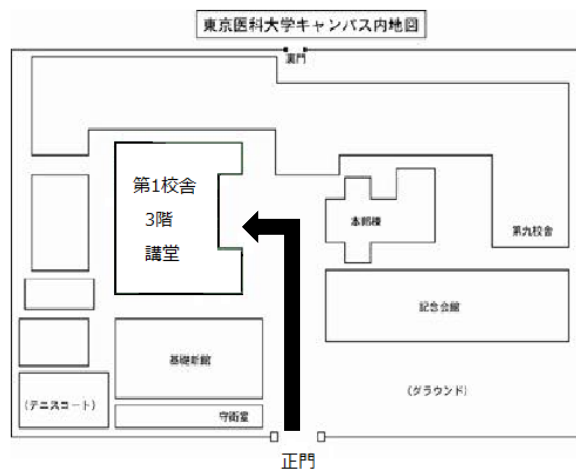 東京医科大学キャンパス内地図
裏門
第1校舎
3階
講堂
本部棟
第九校舎
記念会館
基礎新館
(グラウンド)
(テニスコート)
守衛室
正門